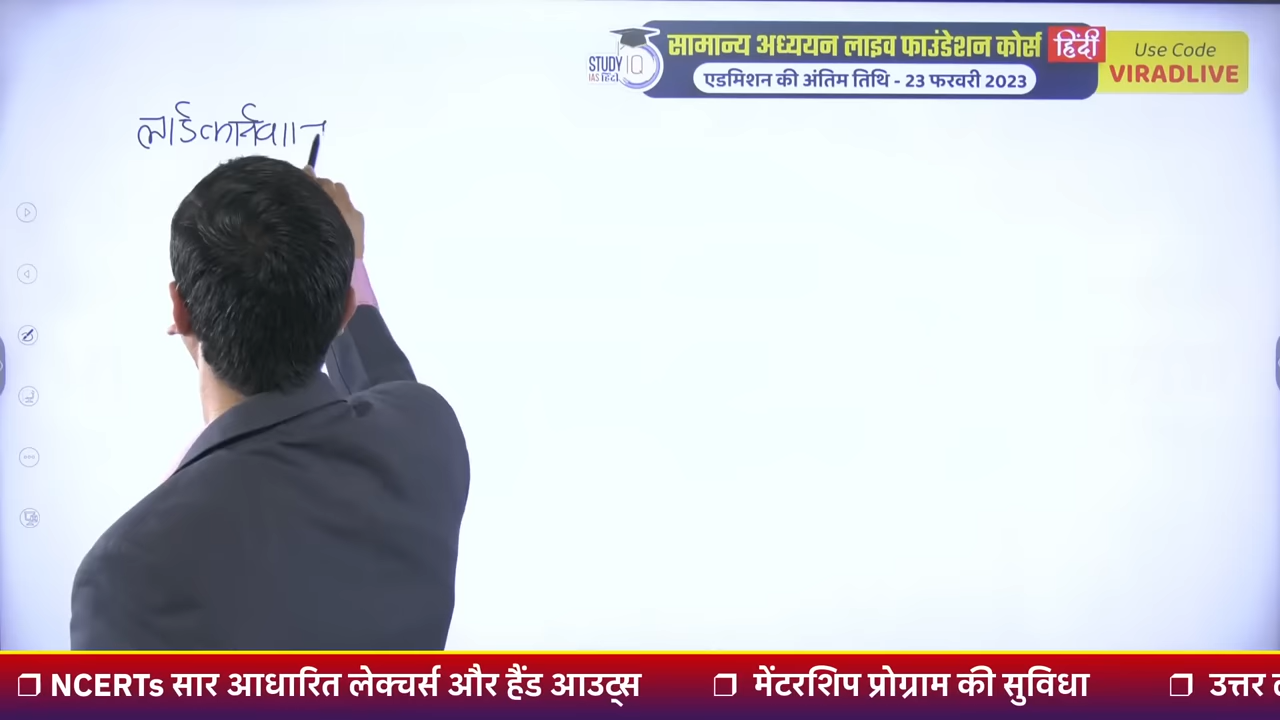 STUDY IQ
IAS हिंदी
सामान्य अध्ययन लाइव फाउंडेशन कोर्स हिंदी
एडमिशन की अंतिम तिथि - 23 फरवरी 2023
Use Code
VIRADLIVE
लार्ड कार्नवा
❐ NCERTs सार आधारित लेक्चर्स और हैंड आउट्स ❐ मेंटरशिप प्रोग्राम की सुविधा ❐ उत्तर